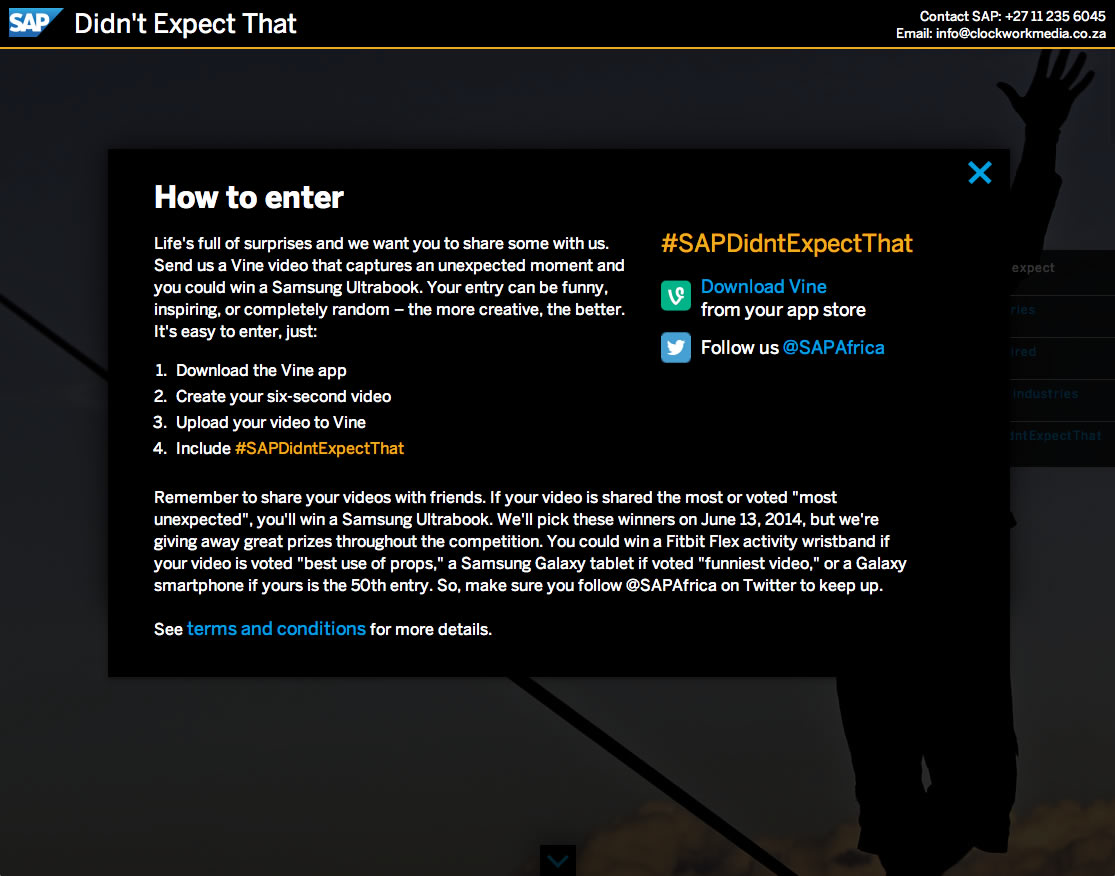 SAP Didn't Expect That
Contact SAP: +27 11 235 6045
Email: info@clockworkmedia.co.za
How to enter
Life's full of surprises and we want you to share some with us.
Send us a Vine video that captures an unexpected moment and
you could win a Samsung Ultrabook. Your entry can be funny,
inspiring, or completely random – the more creative, the better.
It's easy to enter, just:
1. Download the Vine app
2. Create your six-second video
3. Upload your video to Vine
4. Include #SAPDidntExpectThat
#SAPDidntExpectThat
Download Vine
from your app store
Follow us @SAPAfrica
expect
industries
Remember to share your videos with friends. If your video is shared the most or voted "most
unexpected", you'll win a Samsung Ultrabook. We'll pick these winners on June 13, 2014, but we're
giving away great prizes throughout the competition. You could win a Fitbit Flex activity wristband if
your video is voted "best use of props," a Samsung Galaxy tablet if voted "funniest video," or a Galaxy
smartphone if yours is the 50th entry. So, make sure you follow @SAPAfrica on Twitter to keep up.
See terms and conditions for more details.